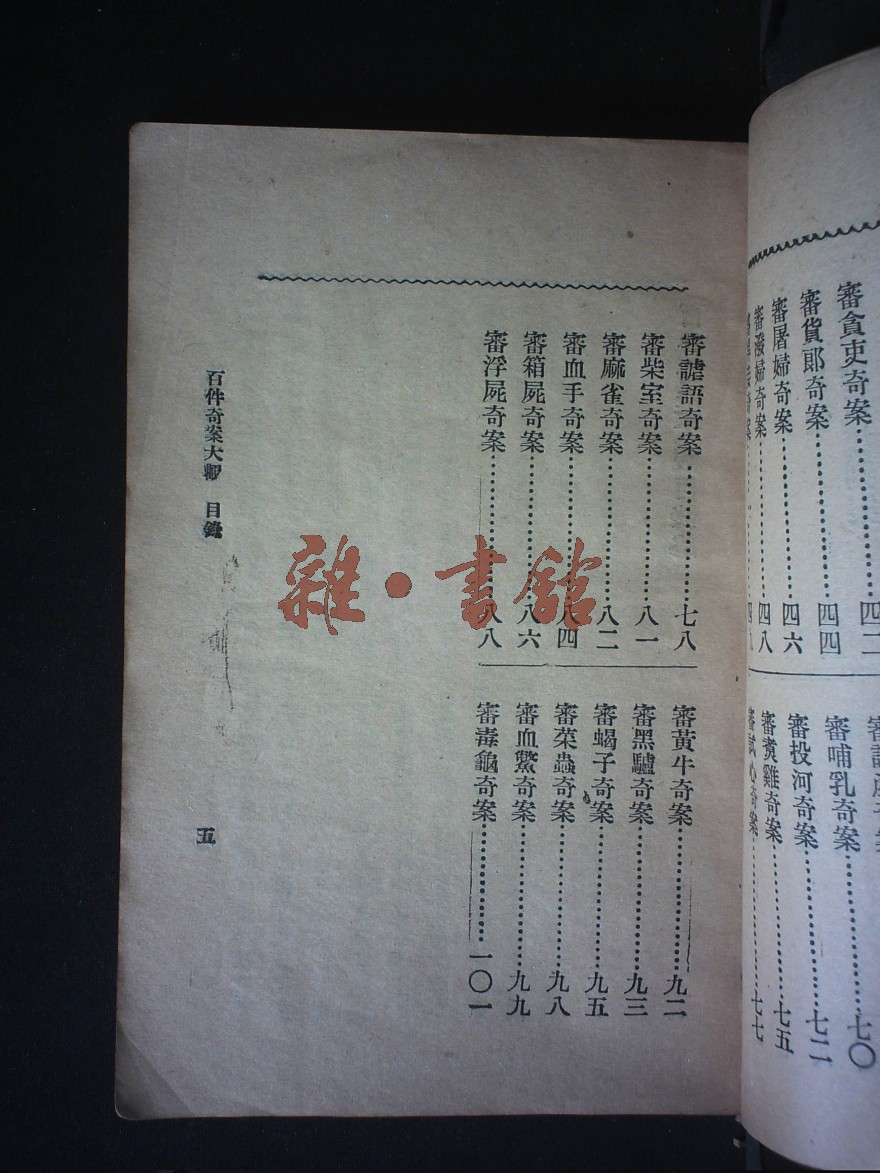 審貪吏奇案……四二
審貨郎奇案……四四
審屠婦奇案……四六
審潑婦奇案……四八
審哺乳奇案……七〇
審投河奇案……七二
審煮雞奇案……七五
審試心奇案……七七
審語奇案……七八
審柴室奇案……八一
審麻雀奇案……八二
審血手奇案……八四
審箱屍奇案……八六
審浮屍奇案……八八
審黃牛奇案……九二
審黑驢奇案……九三
審蝎子奇案……九五
審菜蟲奇案……九八
審血鱉奇案……九九
審毒龜奇案……一〇一
百件奇案大觀 目錄
五
雜·書館